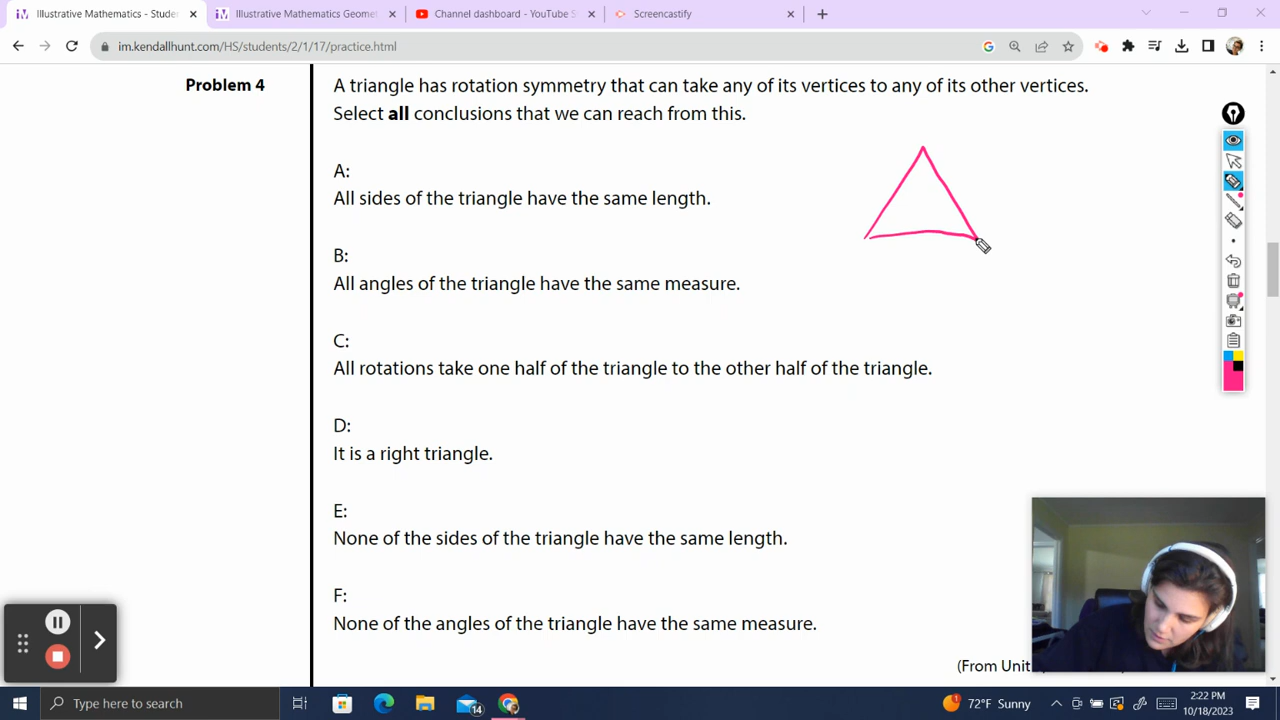 Illustrative Mathematics - Studen
Illustrative Mathematics Geomet
Channel dashboard - YouTube S
Screencastify
im.kendallhunt.com/HS/students/2/1/17/practice.html
Problem 4
A triangle has rotation symmetry that can take any of its vertices to any of its other vertices.
Select all conclusions that we can reach from this.
A:
All sides of the triangle have the same length.
B:
All angles of the triangle have the same measure.
C:
All rotations take one half of the triangle to the other half of the triangle.
D:
It is a right triangle.
E:
None of the sides of the triangle have the same length.
F:
None of the angles of the triangle have the same measure.
(From Unit
Type here to search
14
1
72°F Sunny
2:22 PM
10/18/2023